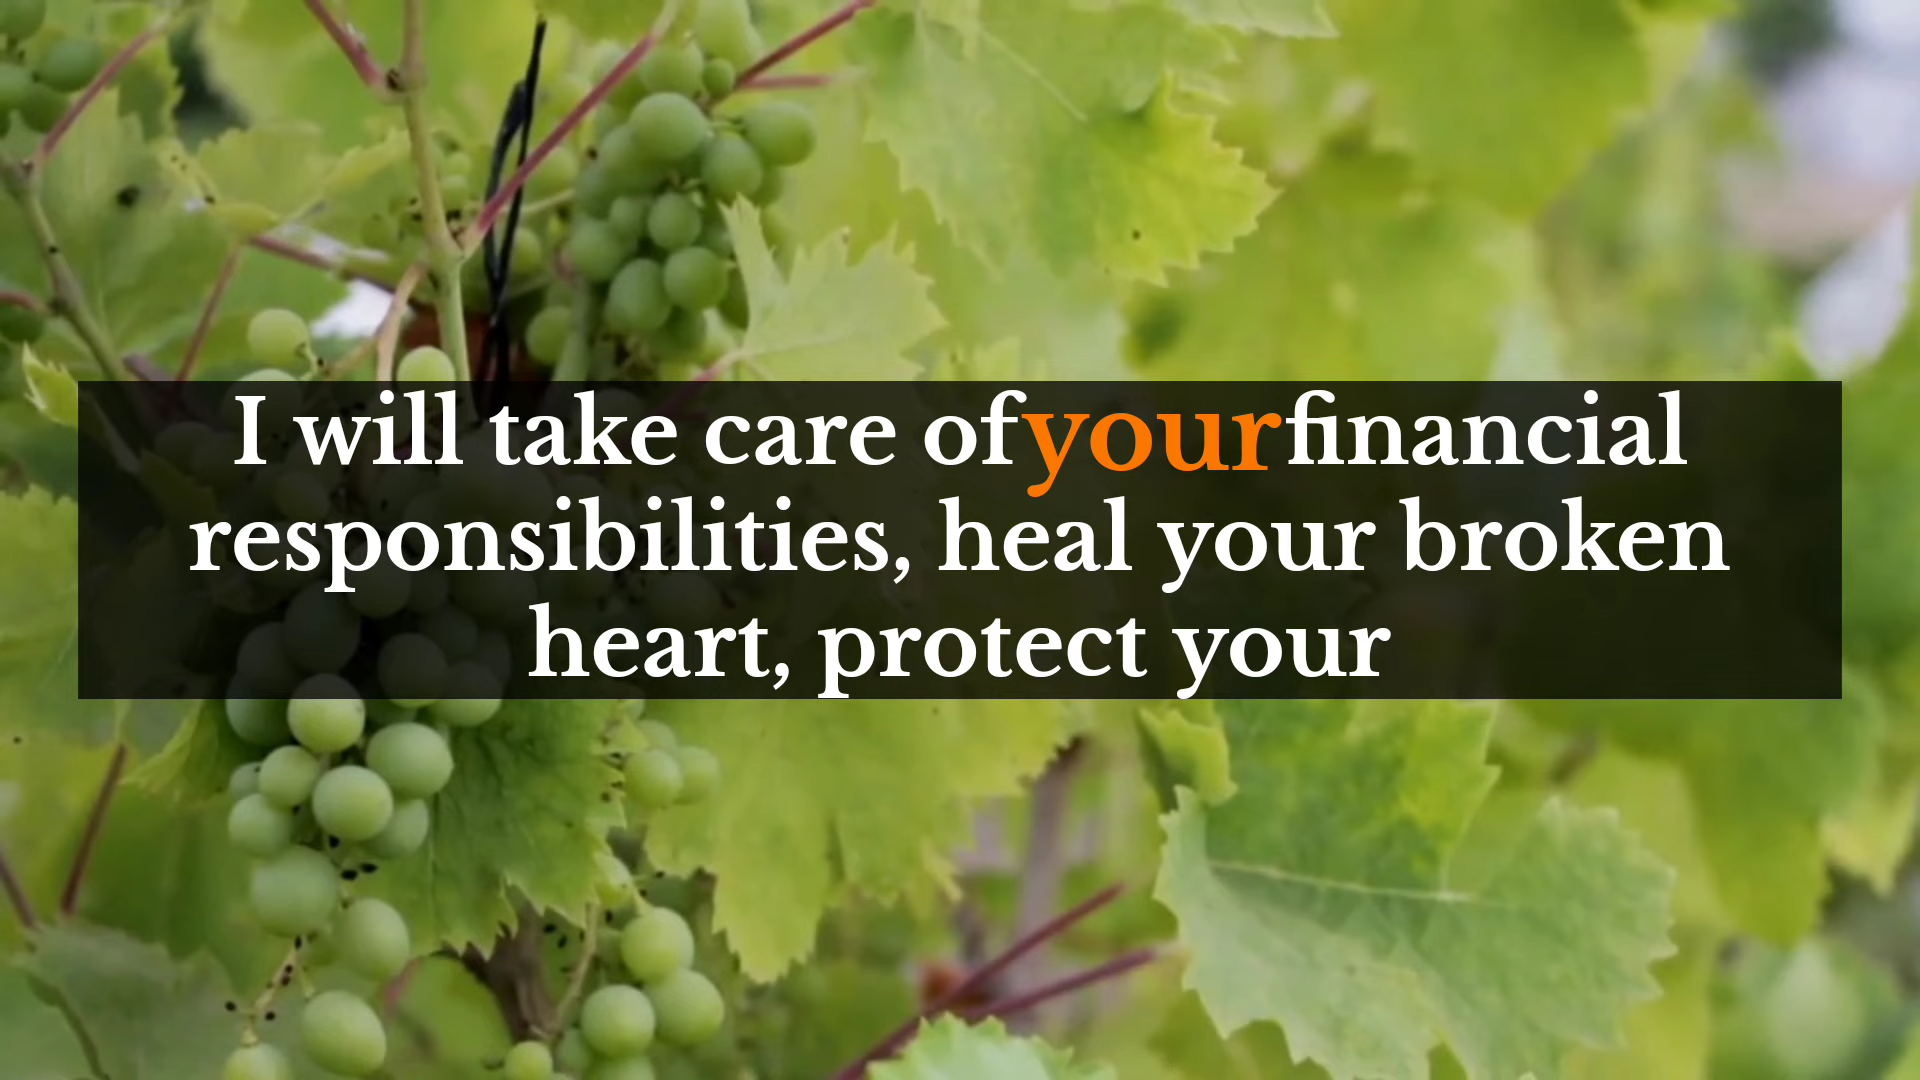 I will take care of your financial
responsibilities, heal your broken
heart, protect your